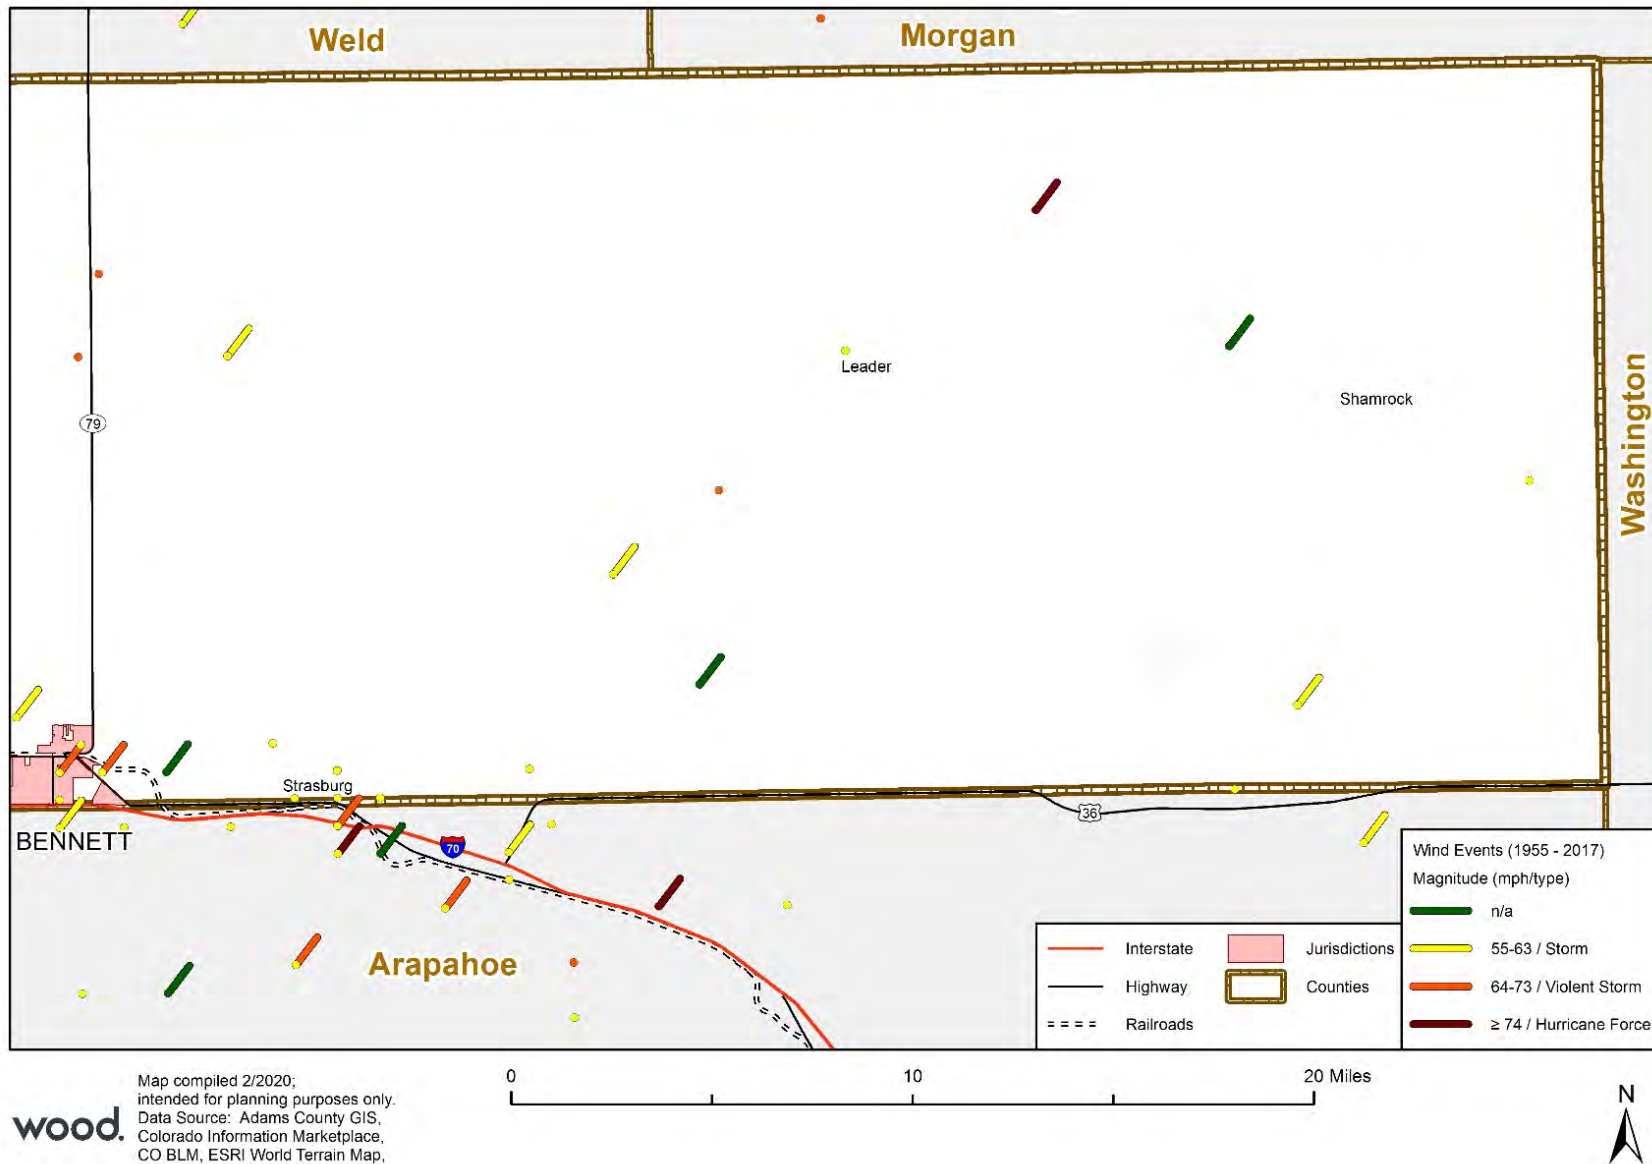 Weld
Morgan
79
Leader
Shamrock
Washington
Strasburg
BENNETT
70
36
Arapahoe
Wind Events (1955 - 2017)
Magnitude (mph/type)
n/a
55-63 / Storm
64-73 / Violent Storm
≥ 74 / Hurricane Force
Interstate
Jurisdictions
Highway
Counties
Railroads
0 10 20 Miles
N
wood.
Map compiled 2/2020;
intended for planning purposes only.
Data Source: Adams County GIS,
Colorado Information Marketplace,
CO BLM, ESRI World Terrain Map,